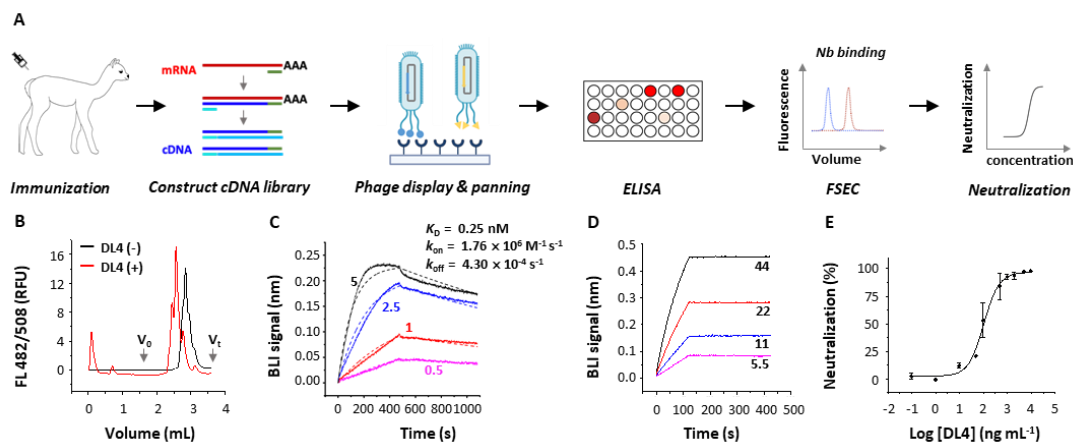 A
mRNA
AAA
AAA
cDNA
Nb binding
Fluorescence
Volume
Neutralization
concentration
Immunization
Construct cDNA library
Phage display & panning
ELISA
FSEC
Neutralization
B
DL4 (-)
DL4 (+)
V₀
Vₜ
FL 482/508 (RFU)
16
12
8
4
0
0 1 2 3 4
Volume (mL)
C
K_D = 0.25 nM
k_on = 1.76 × 10⁶ M⁻¹ s⁻¹
k_off = 4.30 × 10⁻⁴ s⁻¹
BLI signal (nm)
0.25
0.20
0.15
0.10
0.05
0.00
5
2.5
1
0.5
0 200 400 600 800 1000
Time (s)
D
BLI signal (nm)
0.5
0.4
0.3
0.2
0.1
0.0
44
22
11
5.5
0 100 200 300 400 500
Time (s)
E
Neutralization (%)
100
75
50
25
0
-2 -1 0 1 2 3 4 5
Log [DL4] (ng mL⁻¹)